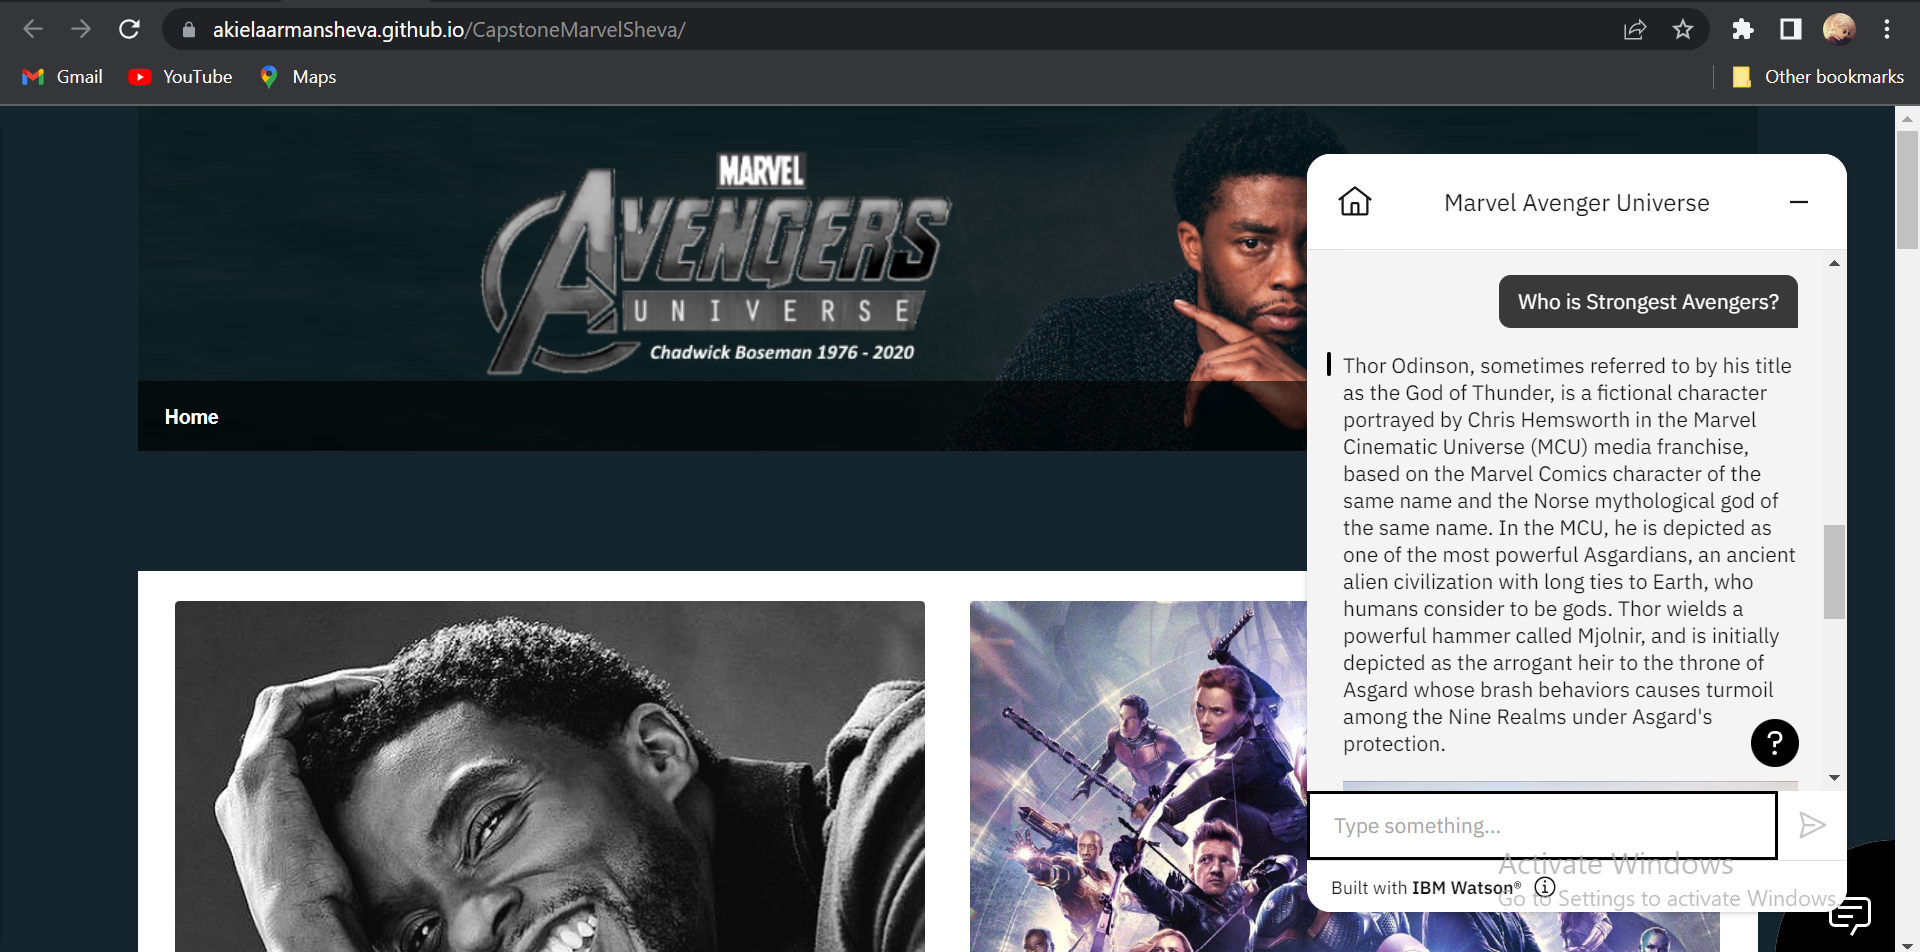 akielaarmansheva.github.io/CapstoneMarvelSheva/
Gmail
YouTube
Maps
Other bookmarks
MARVEL
AVENGERS
UNIVERSE
Chadwick Boseman 1976 - 2020
Home
Marvel Avenger Universe
Who is Strongest Avengers?
Thor Odinson, sometimes referred to by his title
as the God of Thunder, is a fictional character
portrayed by Chris Hemsworth in the Marvel
Cinematic Universe (MCU) media franchise,
based on the Marvel Comics character of the
same name and the Norse mythological god of
the same name. In the MCU, he is depicted as
one of the most powerful Asgardians, an ancient
alien civilization with long ties to Earth, who
humans consider to be gods. Thor wields a
powerful hammer called Mjolnir, and is initially
depicted as the arrogant heir to the throne of
Asgard whose brash behaviors causes turmoil
among the Nine Realms under Asgard's
protection.
?
Type something...
Built with IBM Watson®
Activate Windows
Go to Settings to activate Windows.